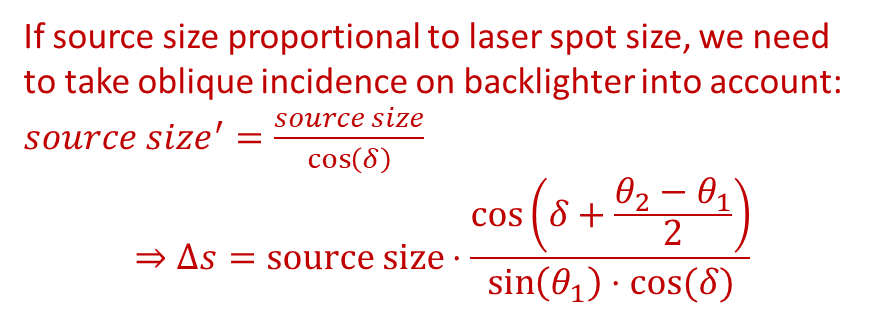 If source size proportional to laser spot size, we need
to take oblique incidence on backlighter into account:
source size′ = source size / cos(δ)
⇒ Δs = source size · cos(δ + (θ₂ − θ₁)/2) / (sin(θ₁) · cos(δ))